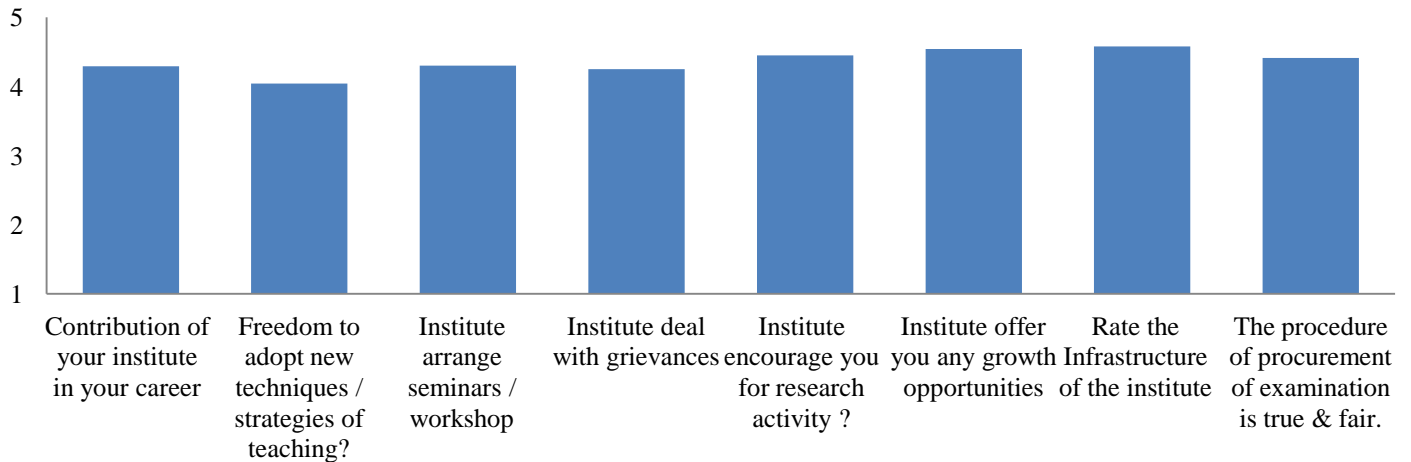 5
4
3
2
1
Contribution of
your institute
in your career
Freedom to
adopt new
techniques /
strategies of
teaching?
Institute
arrange
seminars /
workshop
Institute deal
with grievances
Institute
encourage you
for research
activity ?
Institute offer
you any growth
opportunities
Rate the
Infrastructure
of the institute
The procedure
of procurement
of examination
is true & fair.